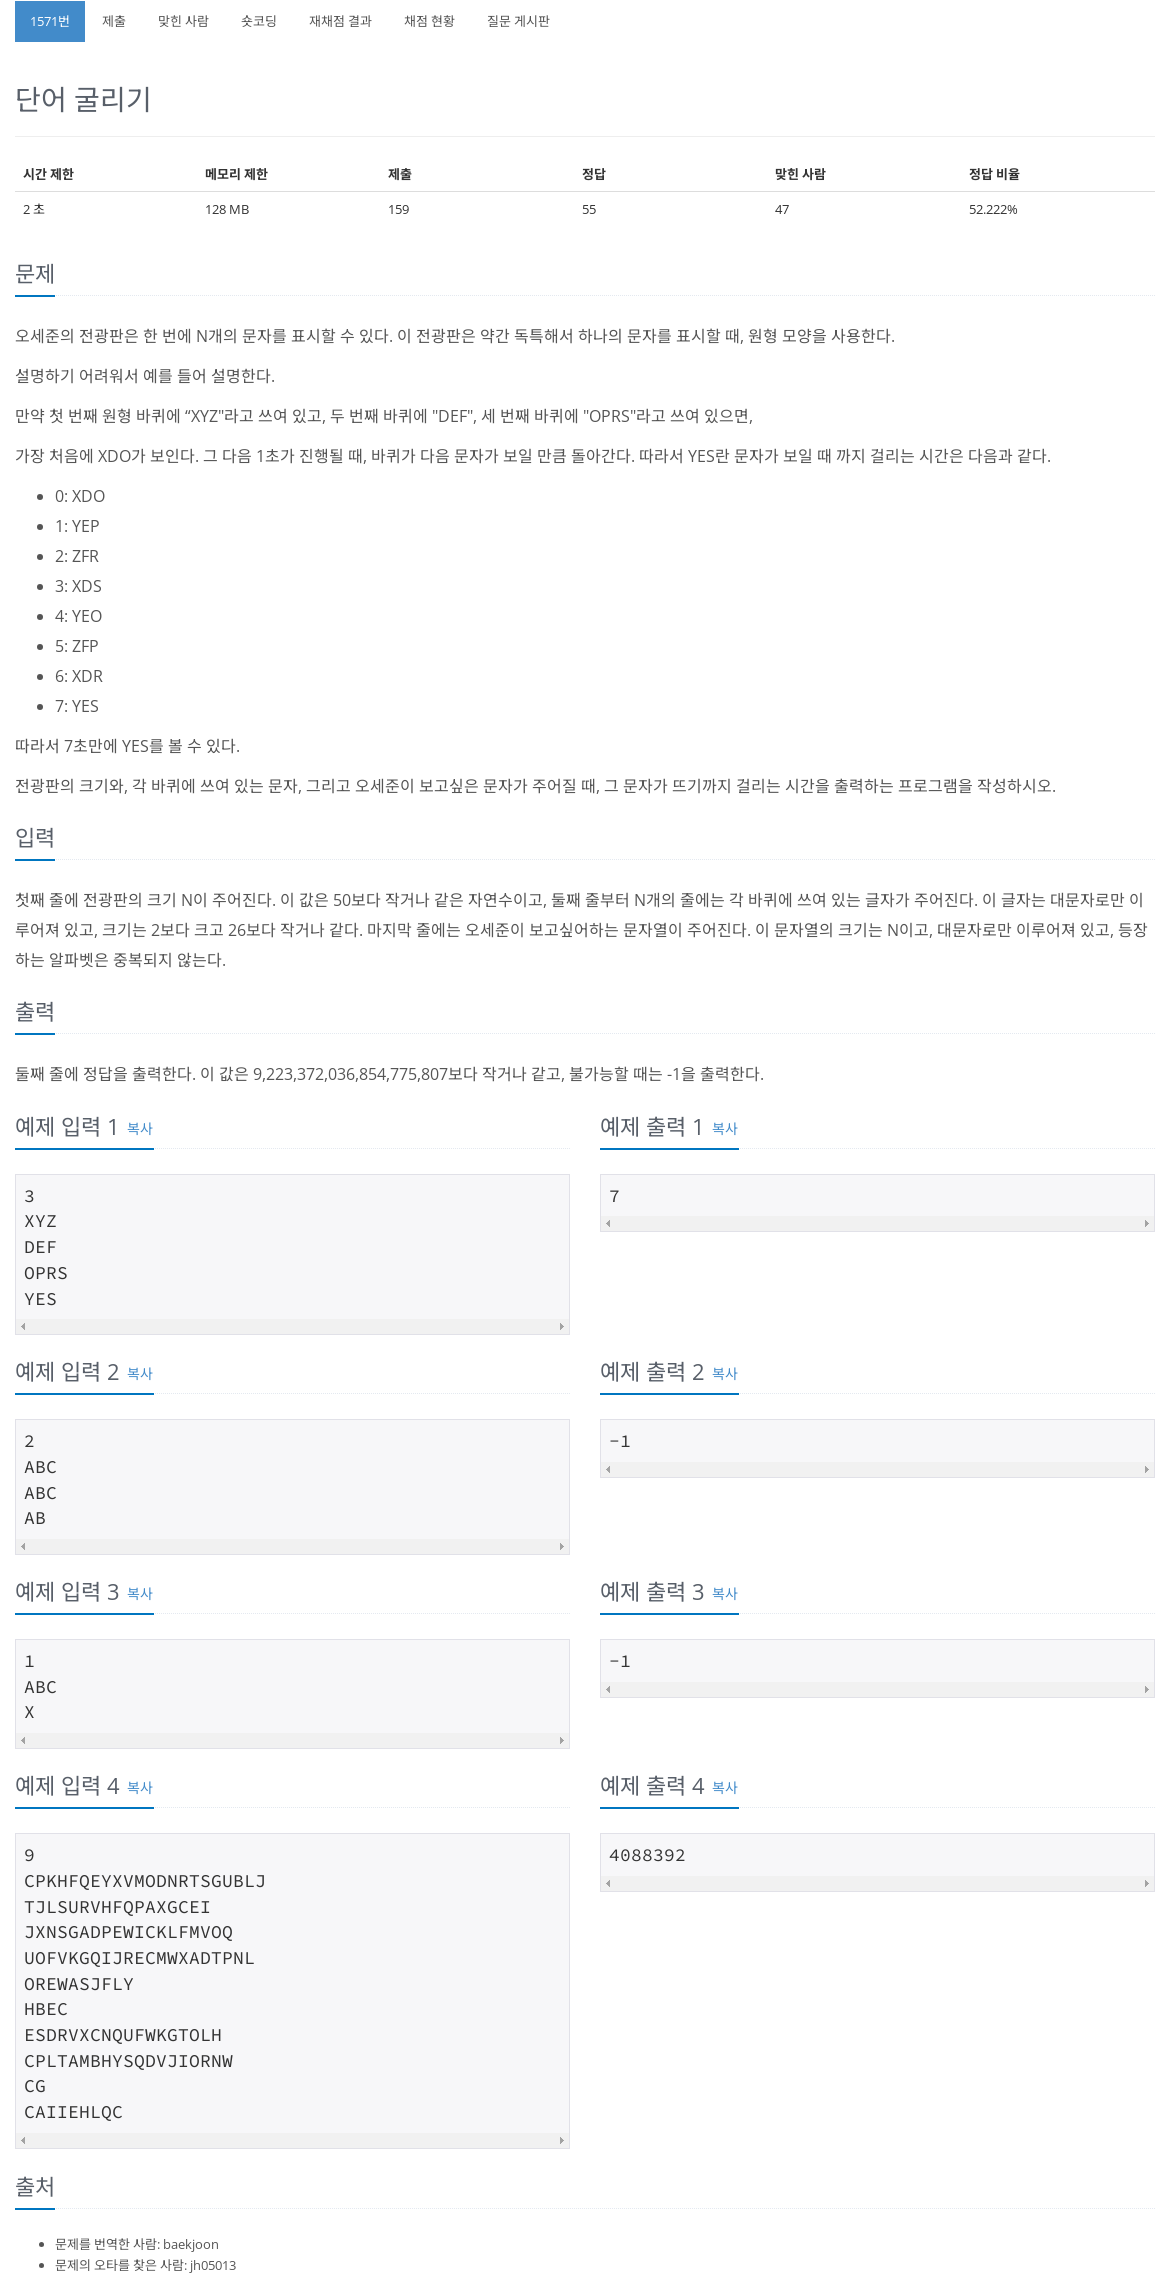 1571번 제출 맞힌 사람 숏코딩 재채점 결과 채점 현황 질문 게시판
단어 굴리기
시간 제한 메모리 제한 제출 정답 맞힌 사람 정답 비율
2 초 128 MB 159 55 47 52.222%
문제
오세준의 전광판은 한 번에 N개의 문자를 표시할 수 있다. 이 전광판은 약간 독특해서 하나의 문자를 표시할 때, 원형 모양을 사용한다.
설명하기 어려워서 예를 들어 설명한다.
만약 첫 번째 원형 바퀴에 “XYZ"라고 쓰여 있고, 두 번째 바퀴에 "DEF", 세 번째 바퀴에 "OPRS"라고 쓰여 있으면,
가장 처음에 XDO가 보인다. 그 다음 1초가 진행될 때, 바퀴가 다음 문자가 보일 만큼 돌아간다. 따라서 YES란 문자가 보일 때 까지 걸리는 시간은 다음과 같다.
0: XDO
1: YEP
2: ZFR
3: XDS
4: YEO
5: ZFP
6: XDR
7: YES
따라서 7초만에 YES를 볼 수 있다.
전광판의 크기와, 각 바퀴에 쓰여 있는 문자, 그리고 오세준이 보고싶은 문자가 주어질 때, 그 문자가 뜨기까지 걸리는 시간을 출력하는 프로그램을 작성하시오.
입력
첫째 줄에 전광판의 크기 N이 주어진다. 이 값은 50보다 작거나 같은 자연수이고, 둘째 줄부터 N개의 줄에는 각 바퀴에 쓰여 있는 글자가 주어진다. 이 글자는 대문자로만 이
루어져 있고, 크기는 2보다 크고 26보다 작거나 같다. 마지막 줄에는 오세준이 보고싶어하는 문자열이 주어진다. 이 문자열의 크기는 N이고, 대문자로만 이루어져 있고, 등장
하는 알파벳은 중복되지 않는다.
출력
둘째 줄에 정답을 출력한다. 이 값은 9,223,372,036,854,775,807보다 작거나 같고, 불가능할 때는 -1을 출력한다.
예제 입력 1 복사
3
XYZ
DEF
OPRS
YES
예제 출력 1 복사
7
예제 입력 2 복사
2
ABC
ABC
AB
예제 출력 2 복사
-1
예제 입력 3 복사
1
ABC
X
예제 출력 3 복사
-1
예제 입력 4 복사
9
CPKHFQEYXVMODNRTSGUBLJ
TJLSURVHFQPAXGCEI
JXNSGADPEWICKLFMVOQ
UOFVKGQIJRECMWXADTPNL
OREWASJFLY
HBEC
ESDRVXCNQUFWKGTOLH
CPLTAMBHYSQDVJIORNW
CG
CAIIEHLQC
예제 출력 4 복사
4088392
출처
문제를 번역한 사람: baekjoon
문제의 오타를 찾은 사람: jh05013